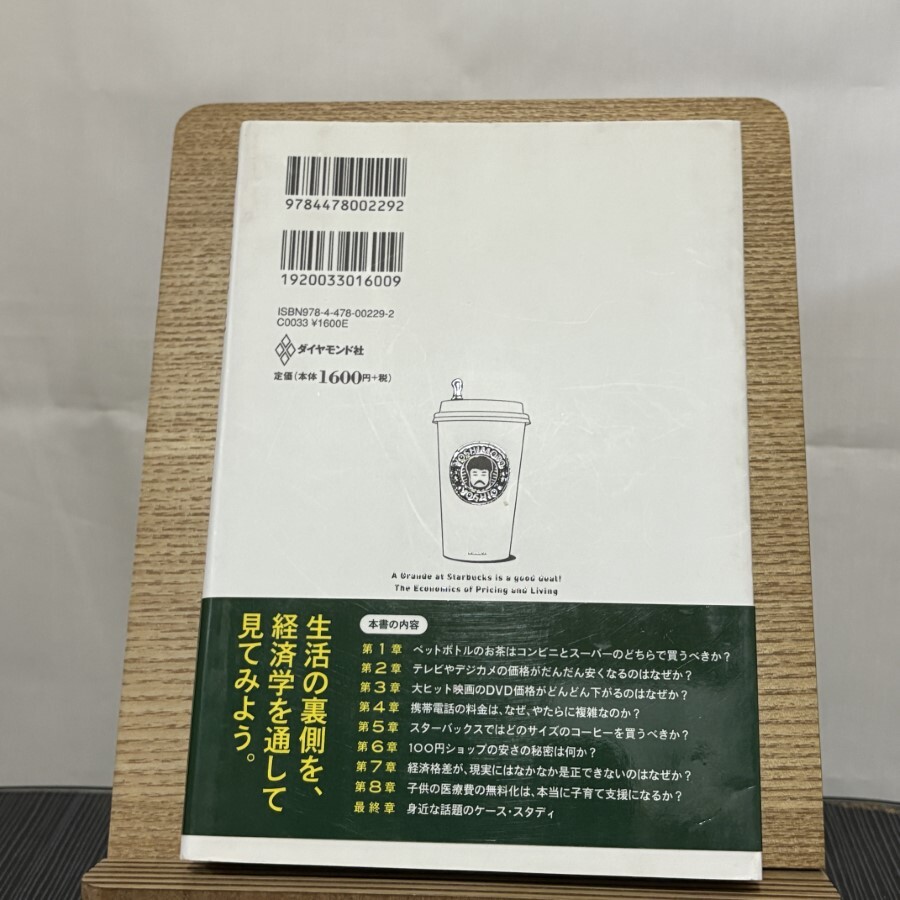 9784478002292
1920033016009
ISBN978-4-478-00229-2
C0033 ¥1600E
ダイヤモンド社
定価(本体1600円+税)
YOSHIMOTO
YOSHIO
A Grande at Starbucks is a good deal!
The Economics of Pricing and Living
生活の裏側を、
経済学を通して
見てみよう。
本書の内容
第1章 ペットボトルのお茶はコンビニとスーパーのどちらで買うべきか?
第2章 テレビやデジカメの価格がだんだん安くなるのはなぜか?
第3章 大ヒット映画のDVD価格がどんどん下がるのはなぜか?
第4章 携帯電話の料金は、なぜ、やたらに複雑なのか?
第5章 スターバックスではどのサイズのコーヒーを買うべきか?
第6章 100円ショップの安さの秘密は何か?
第7章 経済格差が、現実にはなかなか是正できないのはなぜか?
第8章 子供の医療費の無料化は、本当に子育て支援になるか?
最終章 身近な話題のケース・スタディ